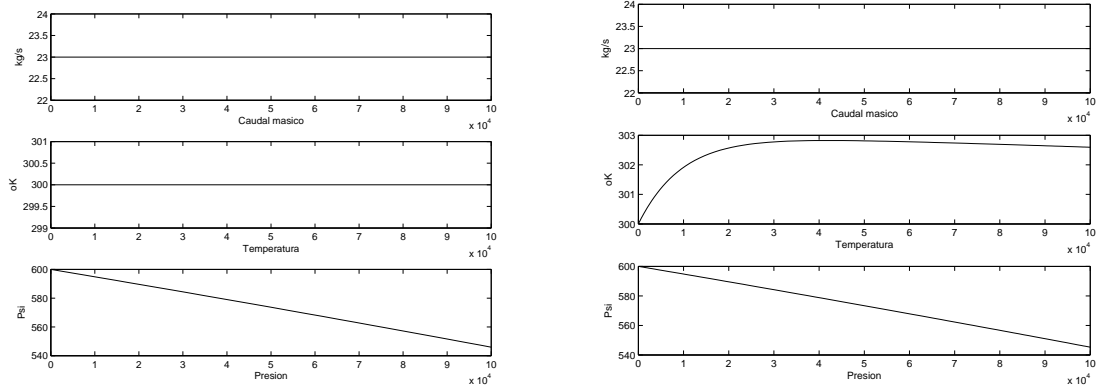 24
23.5
23
22.5
22
kg/s
0 1 2 3 4 5 6 7 8 9 10
Caudal masico
x 10^4
301
300.5
300
299.5
299
oK
0 1 2 3 4 5 6 7 8 9 10
Temperatura
x 10^4
600
580
560
540
Psi
0 1 2 3 4 5 6 7 8 9 10
Presion
x 10^4
24
23.5
23
22.5
22
kg/s
0 1 2 3 4 5 6 7 8 9 10
Caudal masico
x 10^4
303
302
301
300
oK
0 1 2 3 4 5 6 7 8 9 10
Temperatura
x 10^4
600
580
560
540
Psi
0 1 2 3 4 5 6 7 8 9 10
Presion
x 10^4